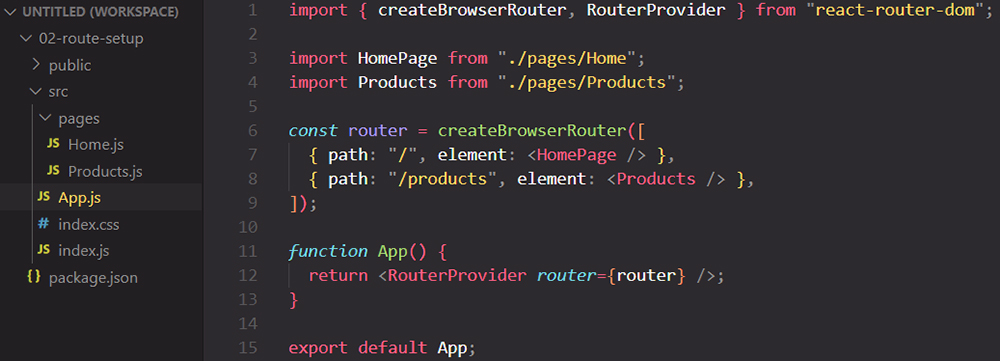 UNTITLED (WORKSPACE)
02-route-setup
public
src
pages
JS Home.js
JS Products.js
JS App.js
# index.css
JS index.js
{} package.json
1 import { createBrowserRouter, RouterProvider } from "react-router-dom";
2
3 import HomePage from "./pages/Home";
4 import Products from "./pages/Products";
5
6 const router = createBrowserRouter([
7   { path: "/", element: <HomePage /> },
8   { path: "/products", element: <Products /> },
9 ]);
10
11 function App() {
12   return <RouterProvider router={router} />;
13 }
14
15 export default App;